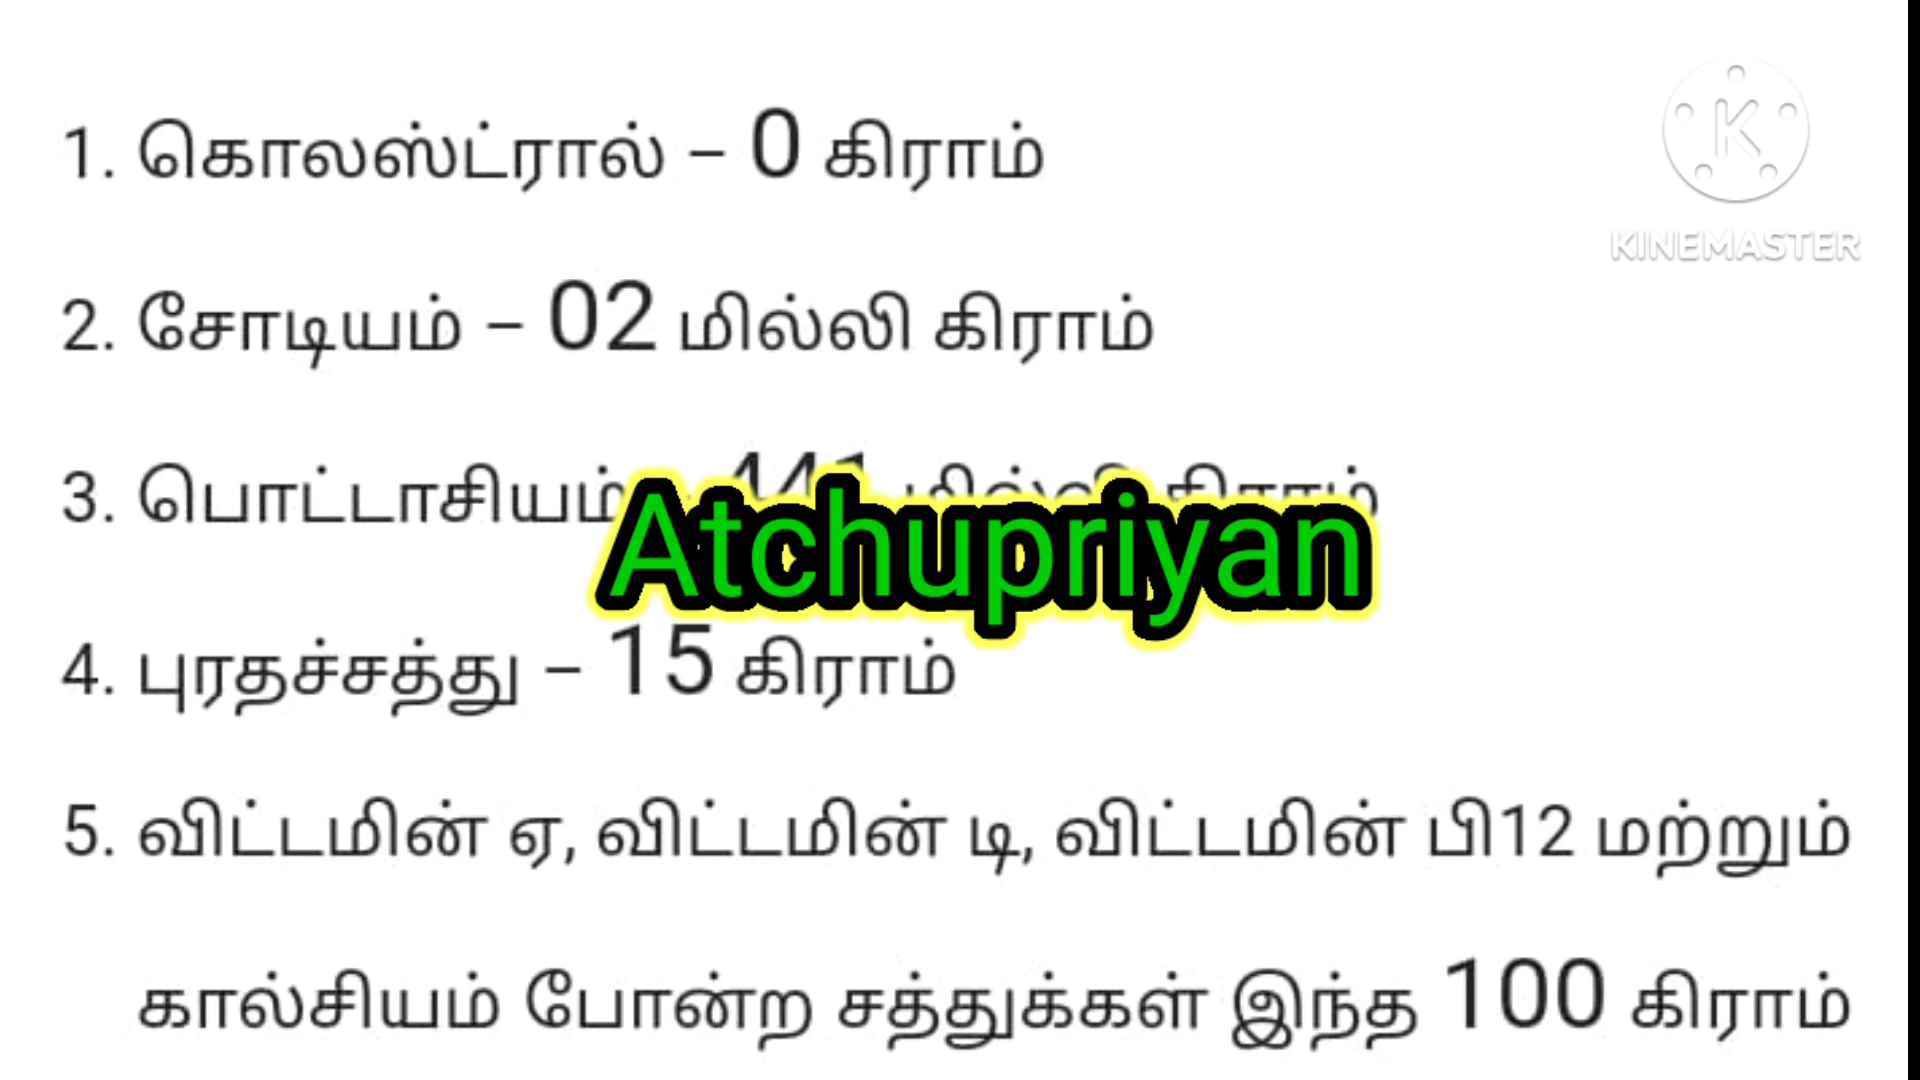 1. கொலஸ்ட்ரால் – 0 கிராம்
KINEMASTER
2. சோடியம் – 02 மில்லி கிராம்
3. பொட்டாசியம் – 441 மில்லி கிராம்
Atchupriyan
4. புரதச்சத்து – 15 கிராம்
5. விட்டமின் ஏ, விட்டமின் டி, விட்டமின் பி12 மற்றும்
கால்சியம் போன்ற சத்துக்கள் இந்த 100 கிராம்